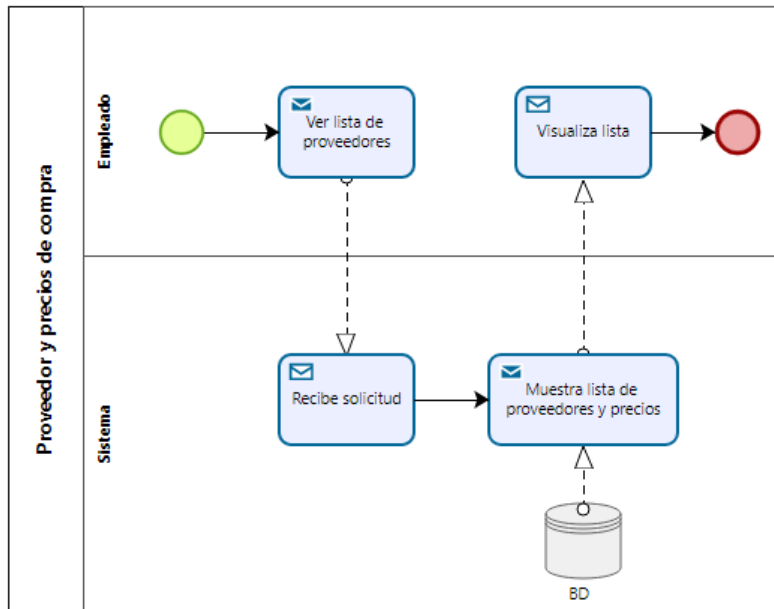 Proveedor y precios de compra
Empleado
Ver lista de
proveedores
Visualiza lista
Sistema
Recibe solicitud
Muestra lista de
proveedores y precios
BD